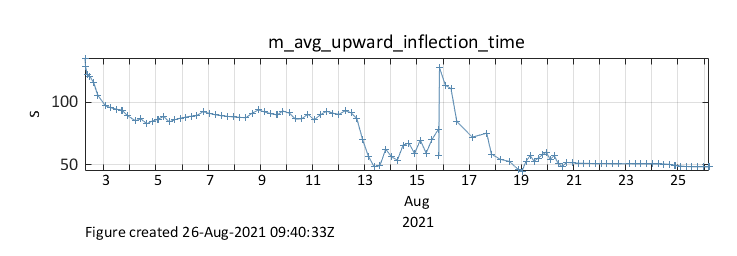 m_avg_upward_inflection_time
s
100
50
3 5 7 9 11 13 15 17 19 21 23 25
Aug
2021
Figure created 26-Aug-2021 09:40:33Z